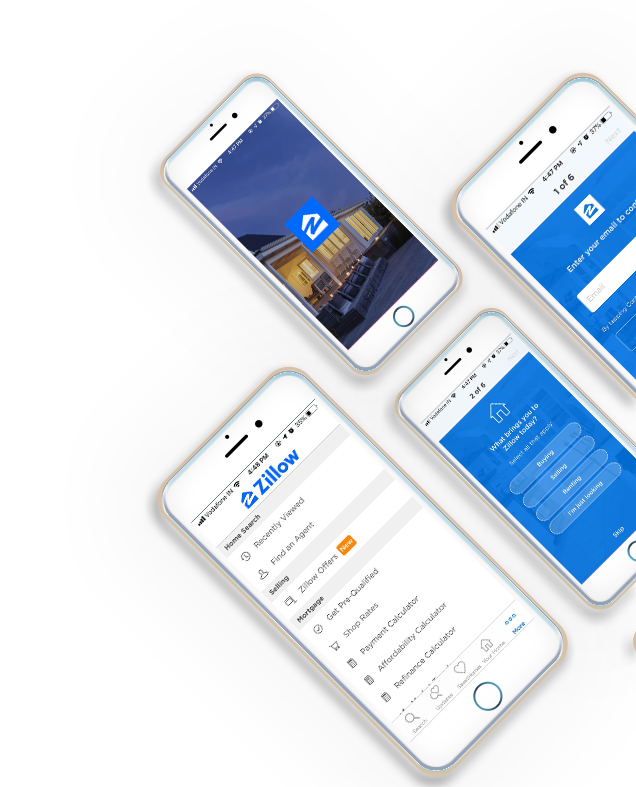 Vodafone IN 4:47 PM 37%
Vodafone IN 4:47 PM 37%
1 of 6
Next
Enter your email to con
Email
By tapping Con
Vodafone IN 4:47 PM 37%
2 of 6
Next
What brings you to
Zillow today?
Select all that apply
Buying
Selling
Renting
I'm just looking
Skip
Vodafone IN 4:48 PM 35%
Zillow
Home Search
Recently Viewed
Find an Agent
Selling
Zillow Offers New
Mortgage
Get Pre-Qualified
Shop Rates
Payment Calculator
Affordability Calculator
Refinance Calculator
Search Updates Saved Homes Your Home More